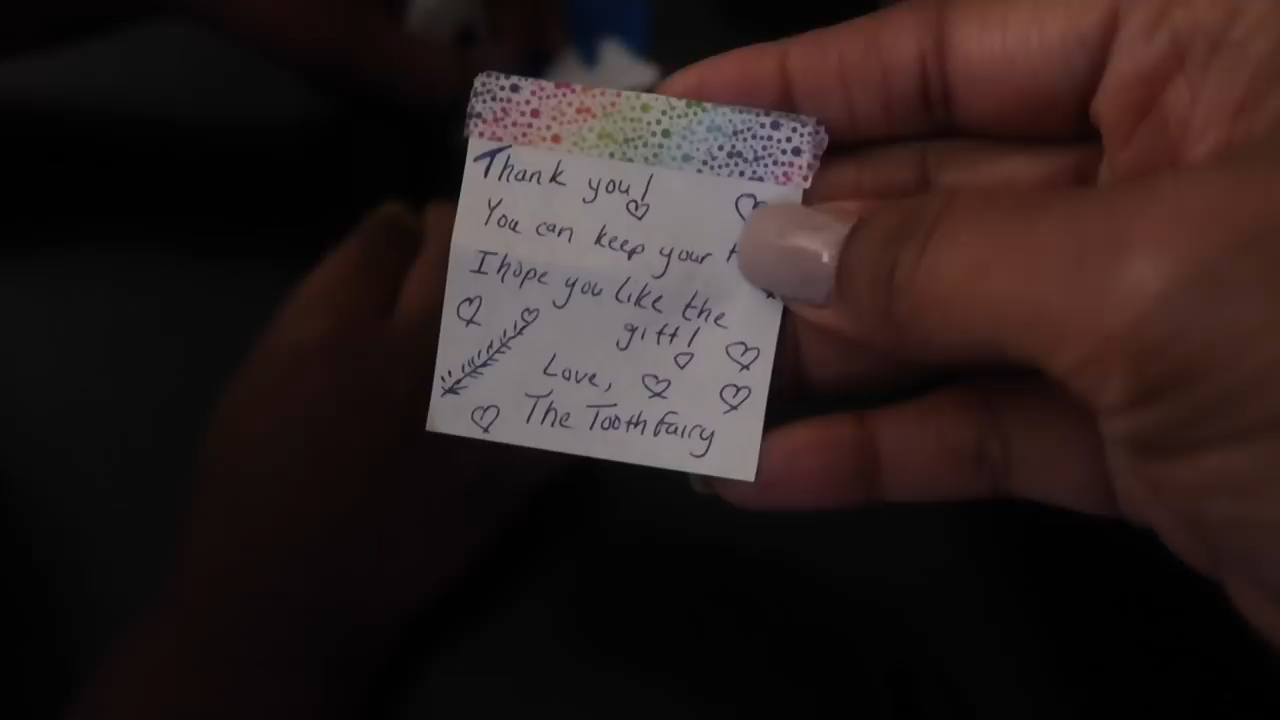 Thank you!
You can keep your
I hope you like the
gift!
Love,
The Tooth Fairy